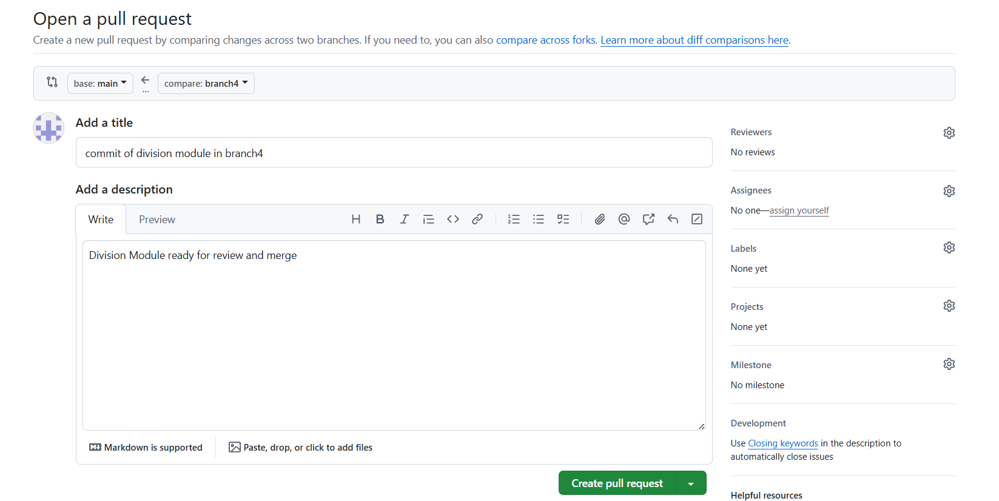 Open a pull request
Create a new pull request by comparing changes across two branches. If you need to, you can also compare across forks. Learn more about diff comparisons here.
base: main
...
compare: branch4
Add a title
commit of division module in branch4
Add a description
Write
Preview
Division Module ready for review and merge
Markdown is supported
Paste, drop, or click to add files
Create pull request
Reviewers
No reviews
Assignees
No one—assign yourself
Labels
None yet
Projects
None yet
Milestone
No milestone
Development
Use Closing keywords in the description to
automatically close issues
Helpful resources